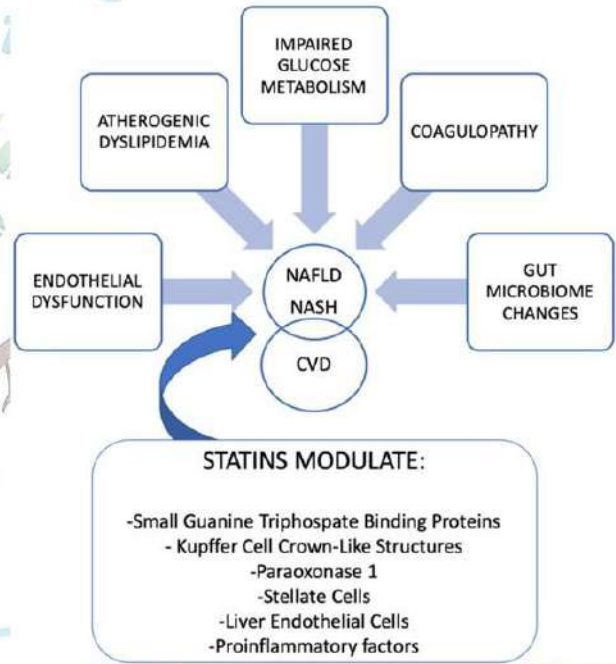 IMPAIRED
GLUCOSE
METABOLISM
ATHEROGENIC
DYSLIPIDEMIA
COAGULOPATHY
ENDOTHELIAL
DYSFUNCTION
NAFLD
NASH
CVD
GUT
MICROBIOME
CHANGES
STATINS MODULATE:
-Small Guanine Triphospate Binding Proteins
- Kupffer Cell Crown-Like Structures
-Paraoxonase 1
-Stellate Cells
-Liver Endothelial Cells
-Proinflammatory factors